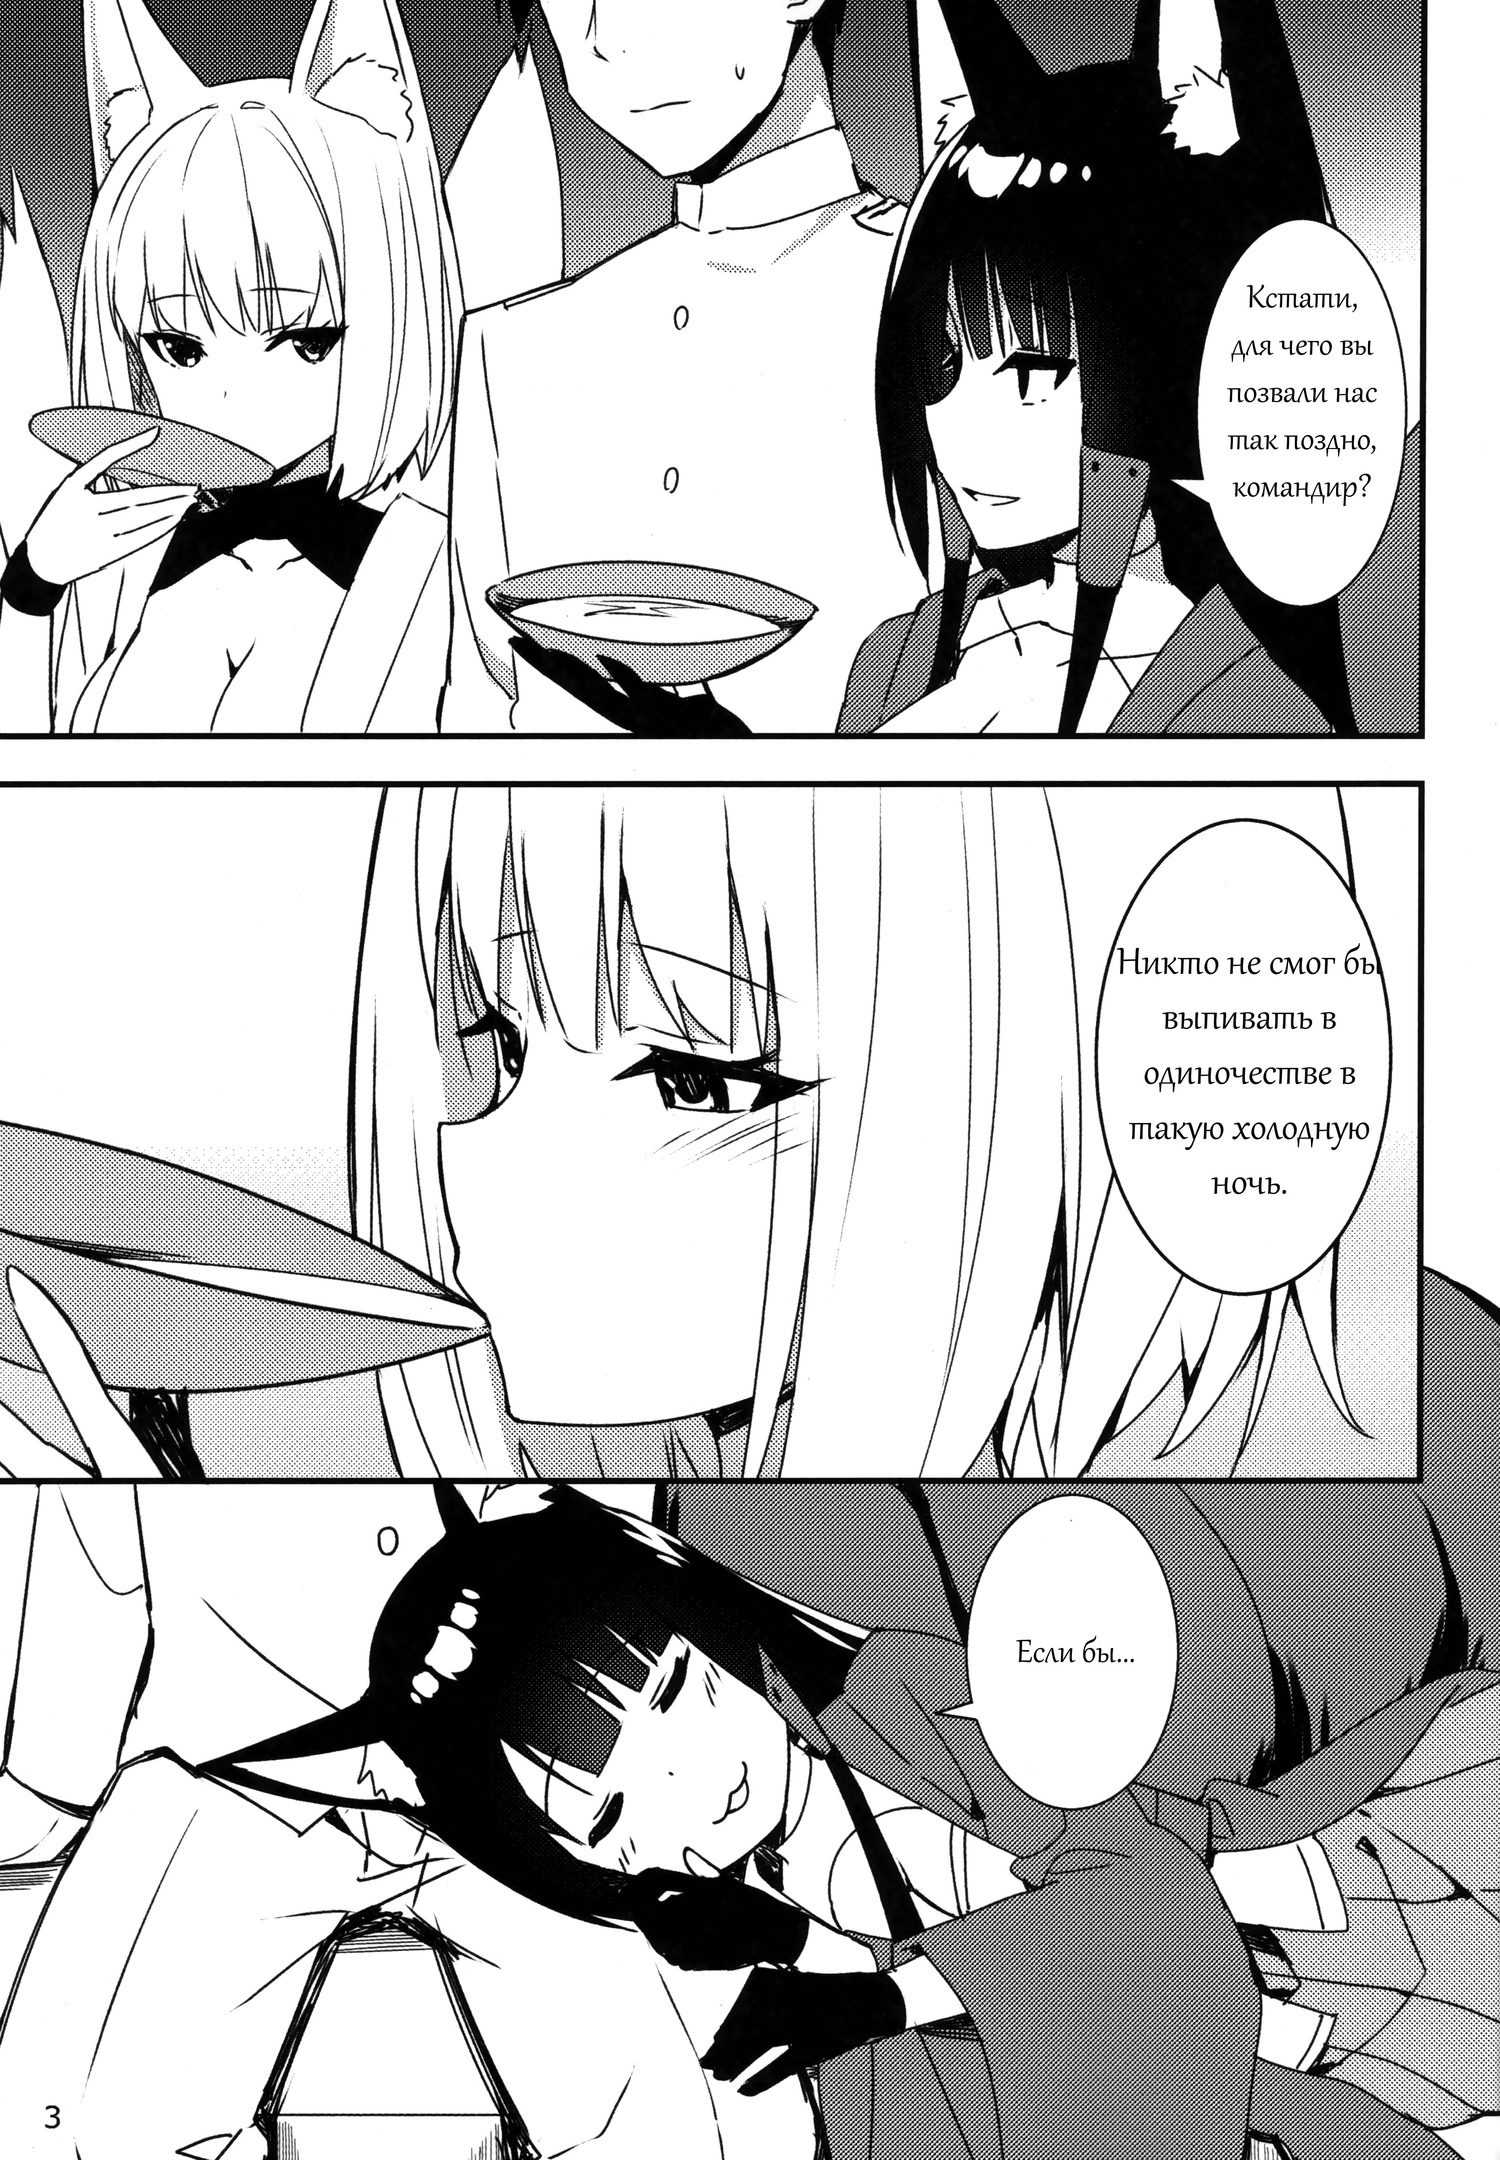 Кстати,
для чего вы
позвали нас
так поздно,
командир?
Никто не смог бы
выпивать в
одиночестве в
такую холодную
ночь.
Если бы...
3